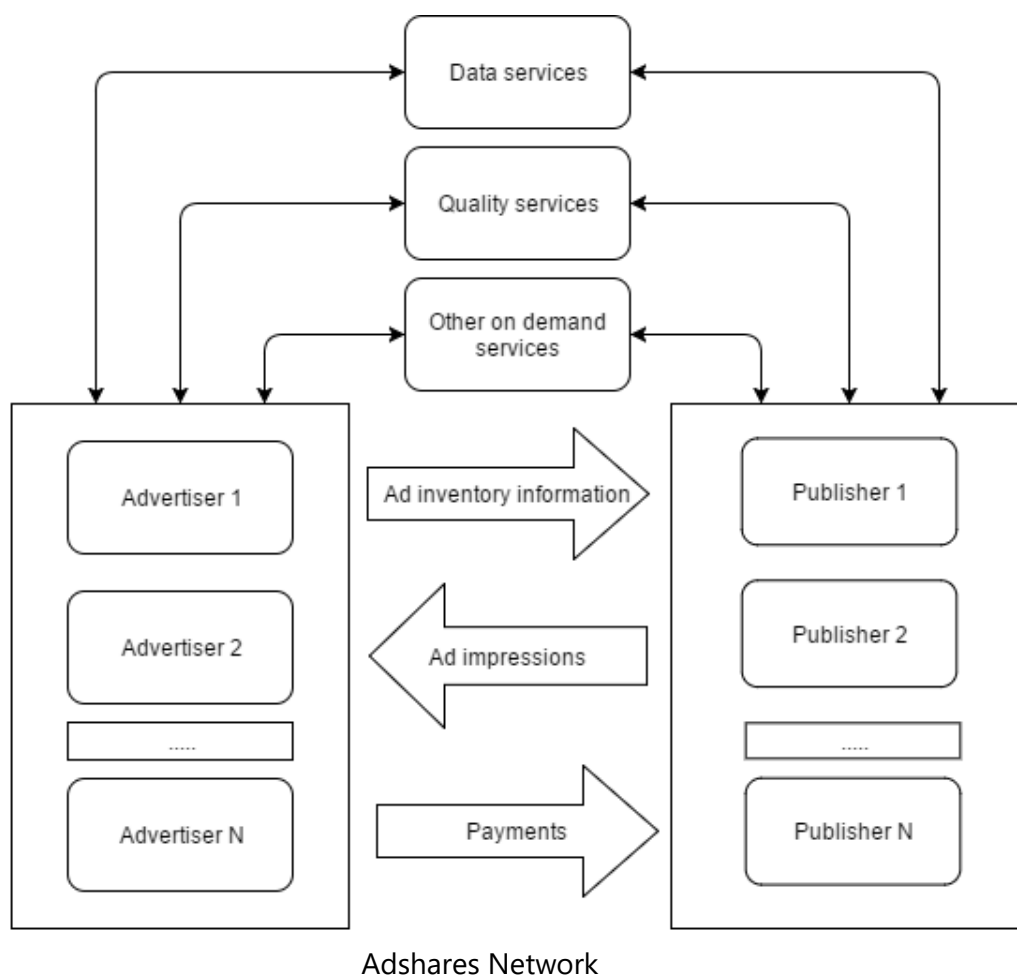 Data services
Quality services
Other on demand
services
Advertiser 1
Ad inventory information
Publisher 1
Advertiser 2
Ad impressions
Publisher 2
.....
.....
Advertiser N
Payments
Publisher N
Adshares Network